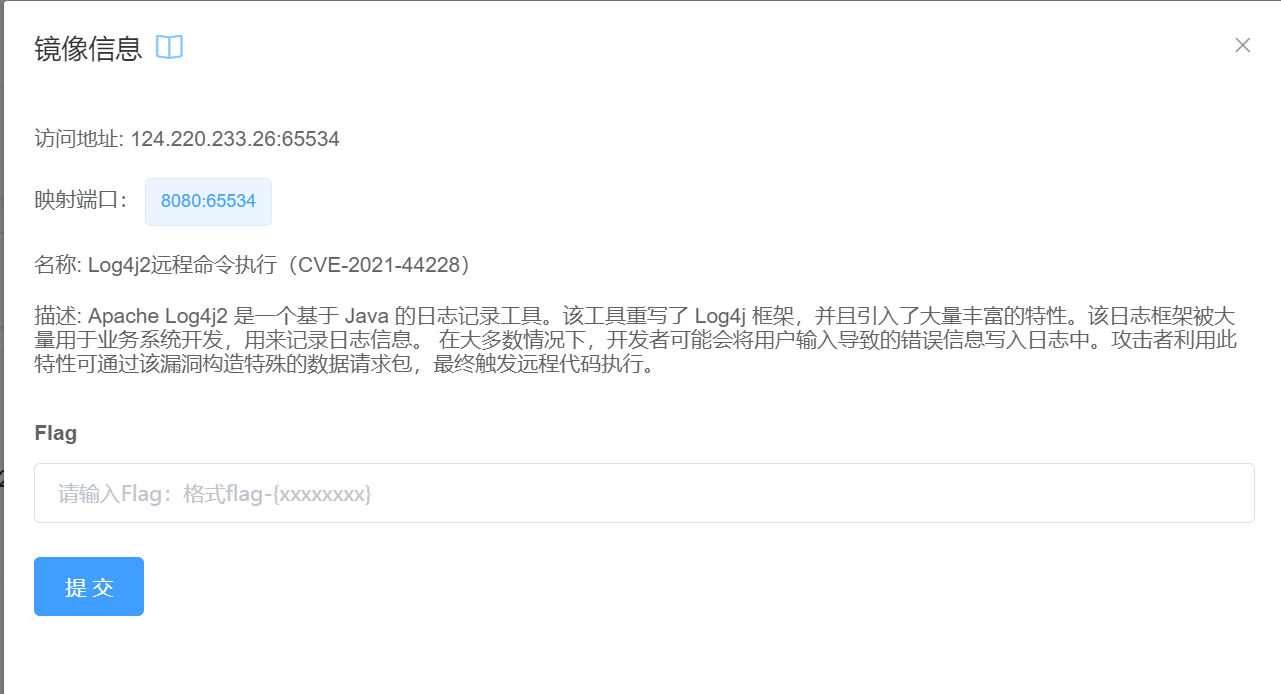 镜像信息
访问地址: 124.220.233.26:65534
映射端口： 8080:65534
名称: Log4j2远程命令执行（CVE-2021-44228）
描述: Apache Log4j2 是一个基于 Java 的日志记录工具。该工具重写了 Log4j 框架，并且引入了大量丰富的特性。该日志框架被大
量用于业务系统开发，用来记录日志信息。 在大多数情况下，开发者可能会将用户输入导致的错误信息写入日志中。攻击者利用此
特性可通过该漏洞构造特殊的数据请求包，最终触发远程代码执行。
Flag
请输入Flag：格式flag-{xxxxxxxx}
提 交